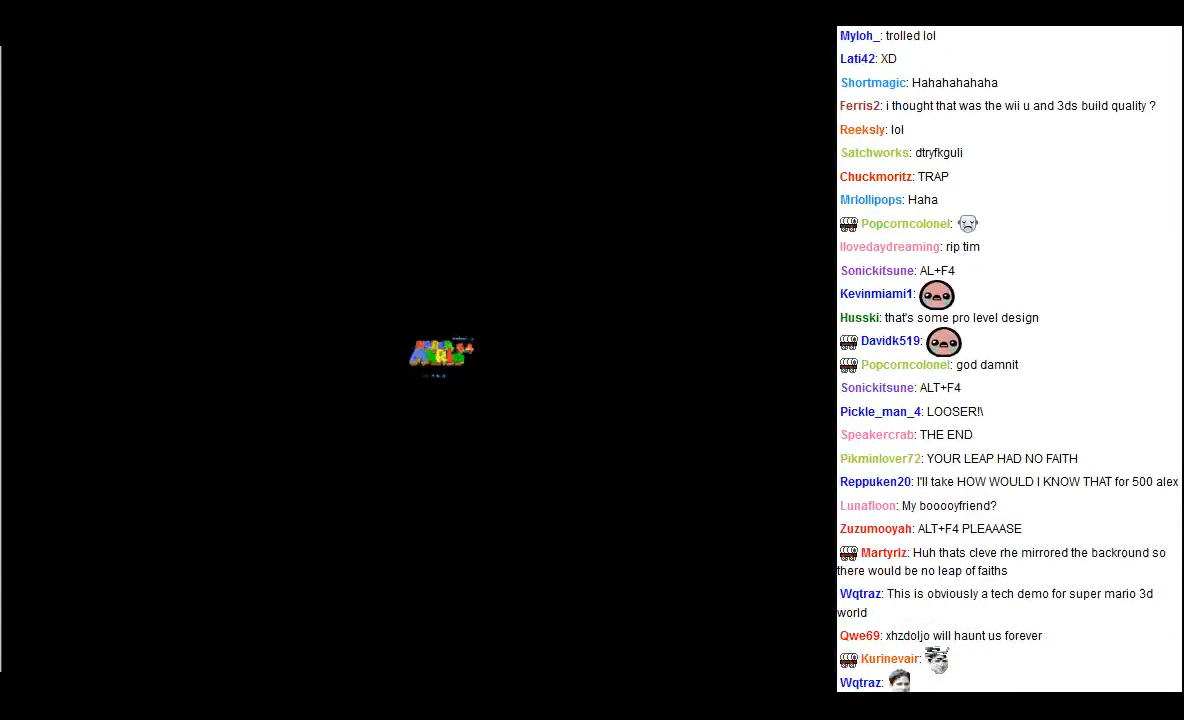 Myloh_: trolled lol
Lati42: XD
Shortmagic: Hahahahahaha
Ferris2: i thought that was the wii u and 3ds build quality ?
Reeksly: lol
Satchworks: dtryfkguli
Chuckmoritz: TRAP
Mrlollipops: Haha
Popcorncolonel:
Ilovedaydreaming: rip tim
Sonickitsune: AL+F4
Kevinmiami1:
Husski: that's some pro level design
Davidk519:
Popcorncolonel: god damnit
Sonickitsune: ALT+F4
Pickle_man_4: LOOSER!\
Speakercrab: THE END
Pikminlover72: YOUR LEAP HAD NO FAITH
Reppuken20: I'll take HOW WOULD I KNOW THAT for 500 alex
Lunafloon: My booooyfriend?
Zuzumooyah: ALT+F4 PLEAAASE
Martyriz: Huh thats cleve rhe mirrored the backround so
there would be no leap of faiths
Wqtraz: This is obviously a tech demo for super mario 3d
world
Qwe69: xhzdoljo will haunt us forever
Kurinevair:
Wqtraz: